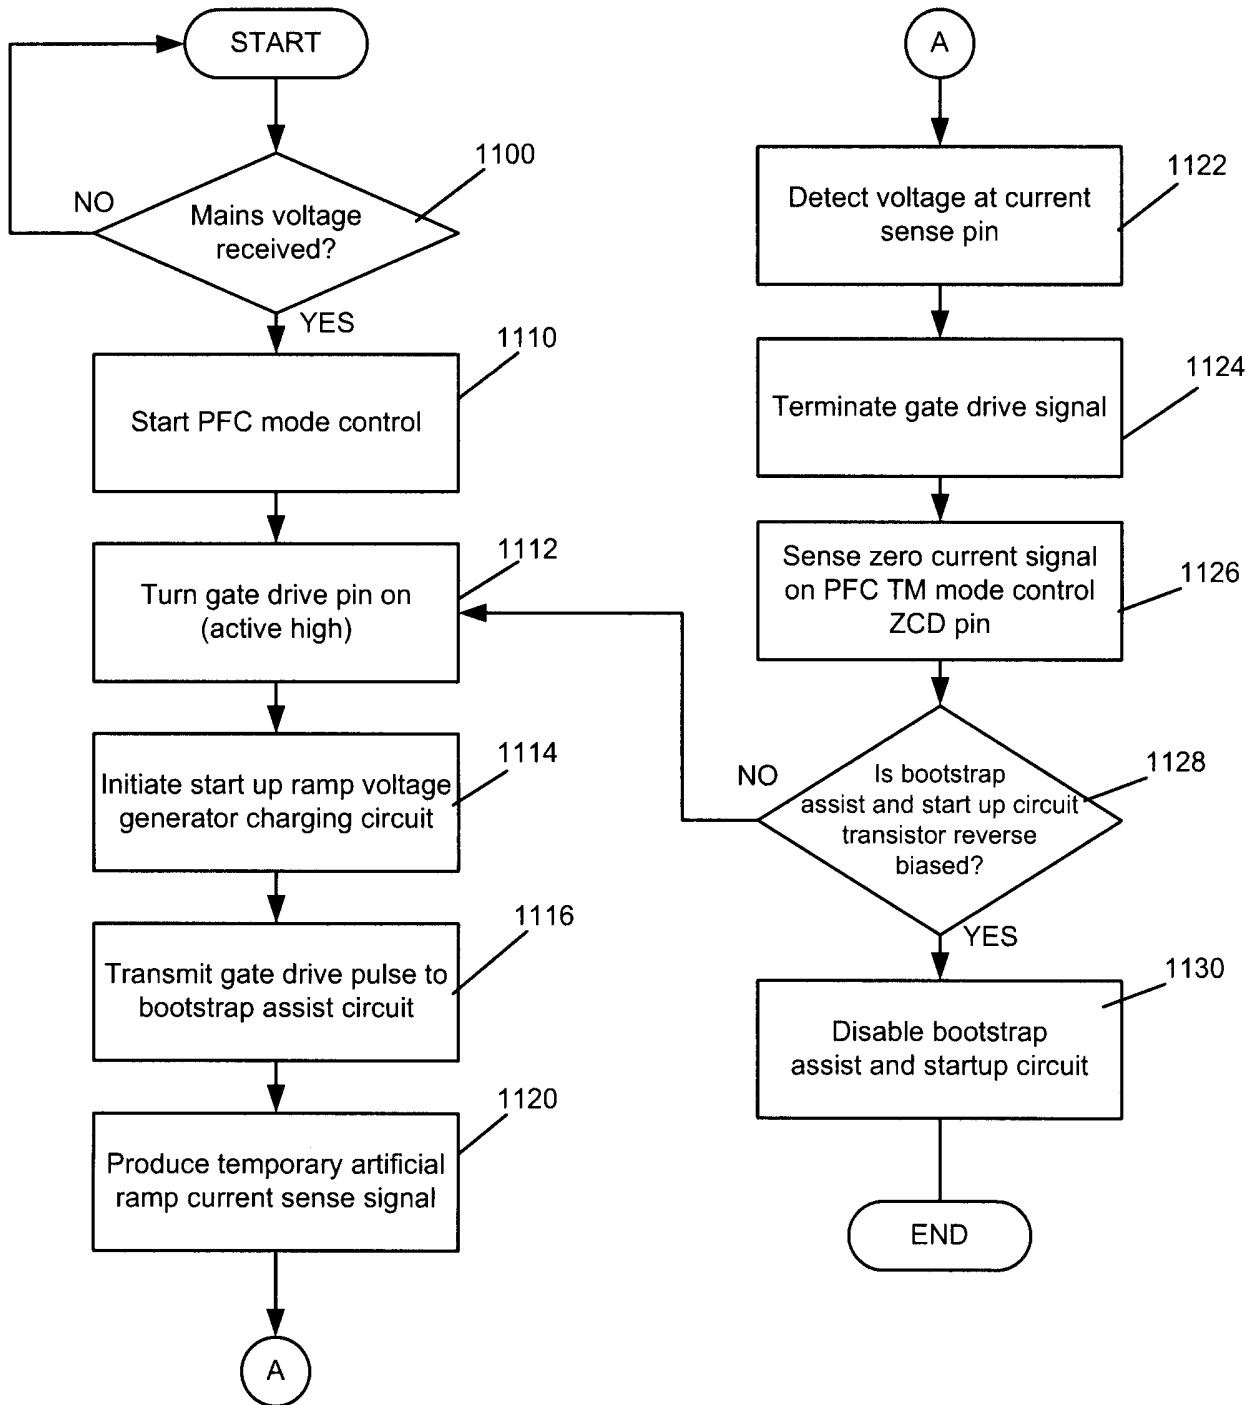 START
1100
NO
Mains voltage
received?
YES
1110
Start PFC mode control
1112
Turn gate drive pin on
(active high)
1114
Initiate start up ramp voltage
generator charging circuit
1116
Transmit gate drive pulse to
bootstrap assist circuit
1120
Produce temporary artificial
ramp current sense signal
A
A
1122
Detect voltage at current
sense pin
1124
Terminate gate drive signal
1126
Sense zero current signal
on PFC TM mode control
ZCD pin
1128
NO
Is bootstrap
assist and start up circuit
transistor reverse
biased?
YES
1130
Disable bootstrap
assist and startup circuit
END